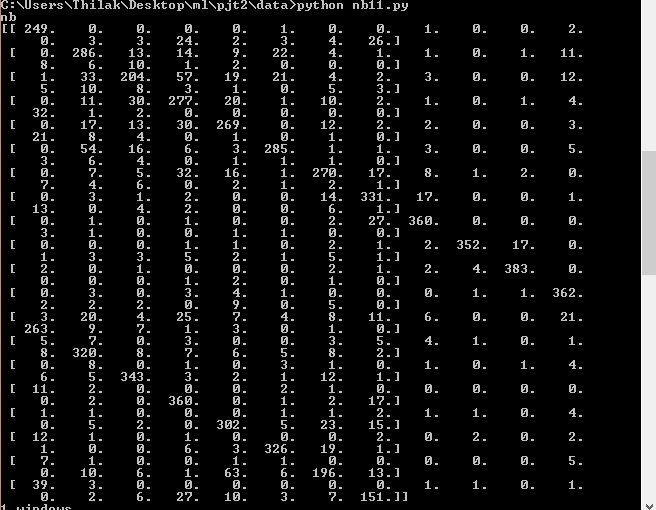 C:\Users\Thilak\Desktop\ml\pjt2\data>python nb11.py
nb
[[ 249. 0. 0. 0. 0. 1. 0. 0. 1. 0. 0. 2.
0. 3. 3. 24. 2. 3. 4. 26.]
[ 0. 286. 13. 14. 9. 22. 4. 1. 1. 0. 1. 11.
8. 6. 10. 1. 2. 0. 0. 0.]
[ 1. 33. 204. 57. 19. 21. 4. 2. 3. 0. 0. 12.
5. 10. 8. 3. 1. 0. 5. 3.]
[ 0. 11. 30. 277. 20. 1. 10. 2. 1. 0. 1. 4.
32. 1. 2. 0. 0. 0. 0. 0.]
[ 0. 17. 13. 30. 269. 0. 12. 2. 2. 0. 0. 3.
21. 8. 4. 0. 1. 0. 1. 0.]
[ 0. 54. 16. 6. 3. 285. 1. 1. 3. 0. 0. 5.
3. 6. 4. 0. 1. 1. 1. 0.]
[ 0. 7. 5. 32. 16. 1. 270. 17. 8. 1. 2. 0.
7. 4. 6. 0. 2. 1. 2. 1.]
[ 0. 3. 1. 2. 0. 0. 14. 331. 17. 0. 0. 1.
13. 0. 4. 2. 0. 0. 6. 1.]
[ 0. 1. 0. 1. 0. 0. 2. 27. 360. 0. 0. 0.
3. 1. 0. 0. 1. 1. 0. 0.]
[ 0. 0. 0. 1. 1. 0. 2. 1. 2. 352. 17. 0.
1. 3. 3. 5. 2. 1. 5. 1.]
[ 2. 0. 1. 0. 0. 0. 2. 1. 2. 4. 383. 0.
0. 0. 0. 1. 2. 0. 1. 0.]
[ 0. 3. 0. 3. 4. 1. 0. 0. 0. 1. 1. 362.
2. 2. 2. 0. 9. 0. 5. 0.]
[ 3. 20. 4. 25. 7. 4. 8. 11. 6. 0. 0. 21.
263. 9. 7. 1. 3. 0. 1. 0.]
[ 5. 7. 0. 3. 0. 0. 3. 5. 4. 1. 0. 1.
8. 320. 8. 7. 6. 5. 8. 2.]
[ 0. 8. 0. 1. 0. 3. 1. 0. 1. 0. 1. 4.
6. 5. 343. 3. 2. 1. 12. 1.]
[ 11. 2. 0. 0. 0. 2. 1. 0. 0. 0. 0. 0.
0. 2. 0. 360. 0. 1. 2. 17.]
[ 1. 1. 0. 0. 0. 1. 1. 2. 1. 1. 0. 4.
0. 5. 2. 0. 302. 5. 23. 15.]
[ 12. 1. 0. 1. 0. 0. 0. 2. 0. 2. 0. 2.
1. 0. 0. 6. 3. 326. 19. 1.]
[ 7. 1. 0. 0. 1. 1. 0. 0. 0. 0. 0. 5.
0. 10. 6. 1. 63. 6. 196. 13.]
[ 39. 3. 0. 0. 0. 0. 0. 0. 1. 1. 0. 1.
0. 2. 6. 27. 10. 3. 7. 151.]]
1 windows